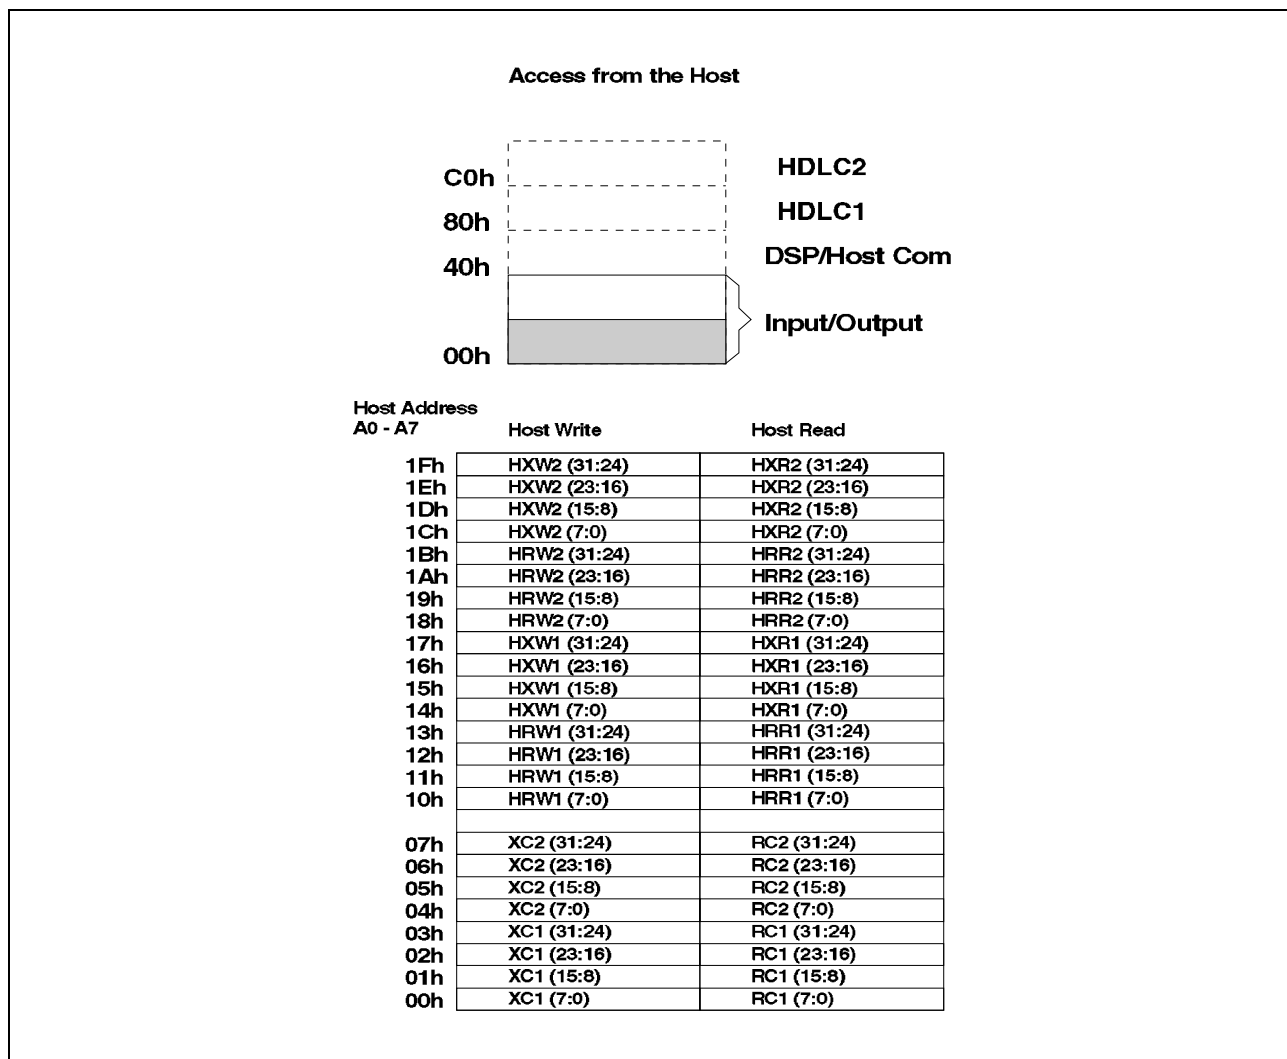 Access from the Host
C0h HDLC2
80h HDLC1
40h DSP/Host Com
Input/Output
00h
Host Address
A0 - A7 Host Write Host Read
1Fh HXW2 (31:24) HXR2 (31:24)
1Eh HXW2 (23:16) HXR2 (23:16)
1Dh HXW2 (15:8) HXR2 (15:8)
1Ch HXW2 (7:0) HXR2 (7:0)
1Bh HRW2 (31:24) HRR2 (31:24)
1Ah HRW2 (23:16) HRR2 (23:16)
19h HRW2 (15:8) HRR2 (15:8)
18h HRW2 (7:0) HRR2 (7:0)
17h HXW1 (31:24) HXR1 (31:24)
16h HXW1 (23:16) HXR1 (23:16)
15h HXW1 (15:8) HXR1 (15:8)
14h HXW1 (7:0) HXR1 (7:0)
13h HRW1 (31:24) HRR1 (31:24)
12h HRW1 (23:16) HRR1 (23:16)
11h HRW1 (15:8) HRR1 (15:8)
10h HRW1 (7:0) HRR1 (7:0)
07h XC2 (31:24) RC2 (31:24)
06h XC2 (23:16) RC2 (23:16)
05h XC2 (15:8) RC2 (15:8)
04h XC2 (7:0) RC2 (7:0)
03h XC1 (31:24) RC1 (31:24)
02h XC1 (23:16) RC1 (23:16)
01h XC1 (15:8) RC1 (15:8)
00h XC1 (7:0) RC1 (7:0)